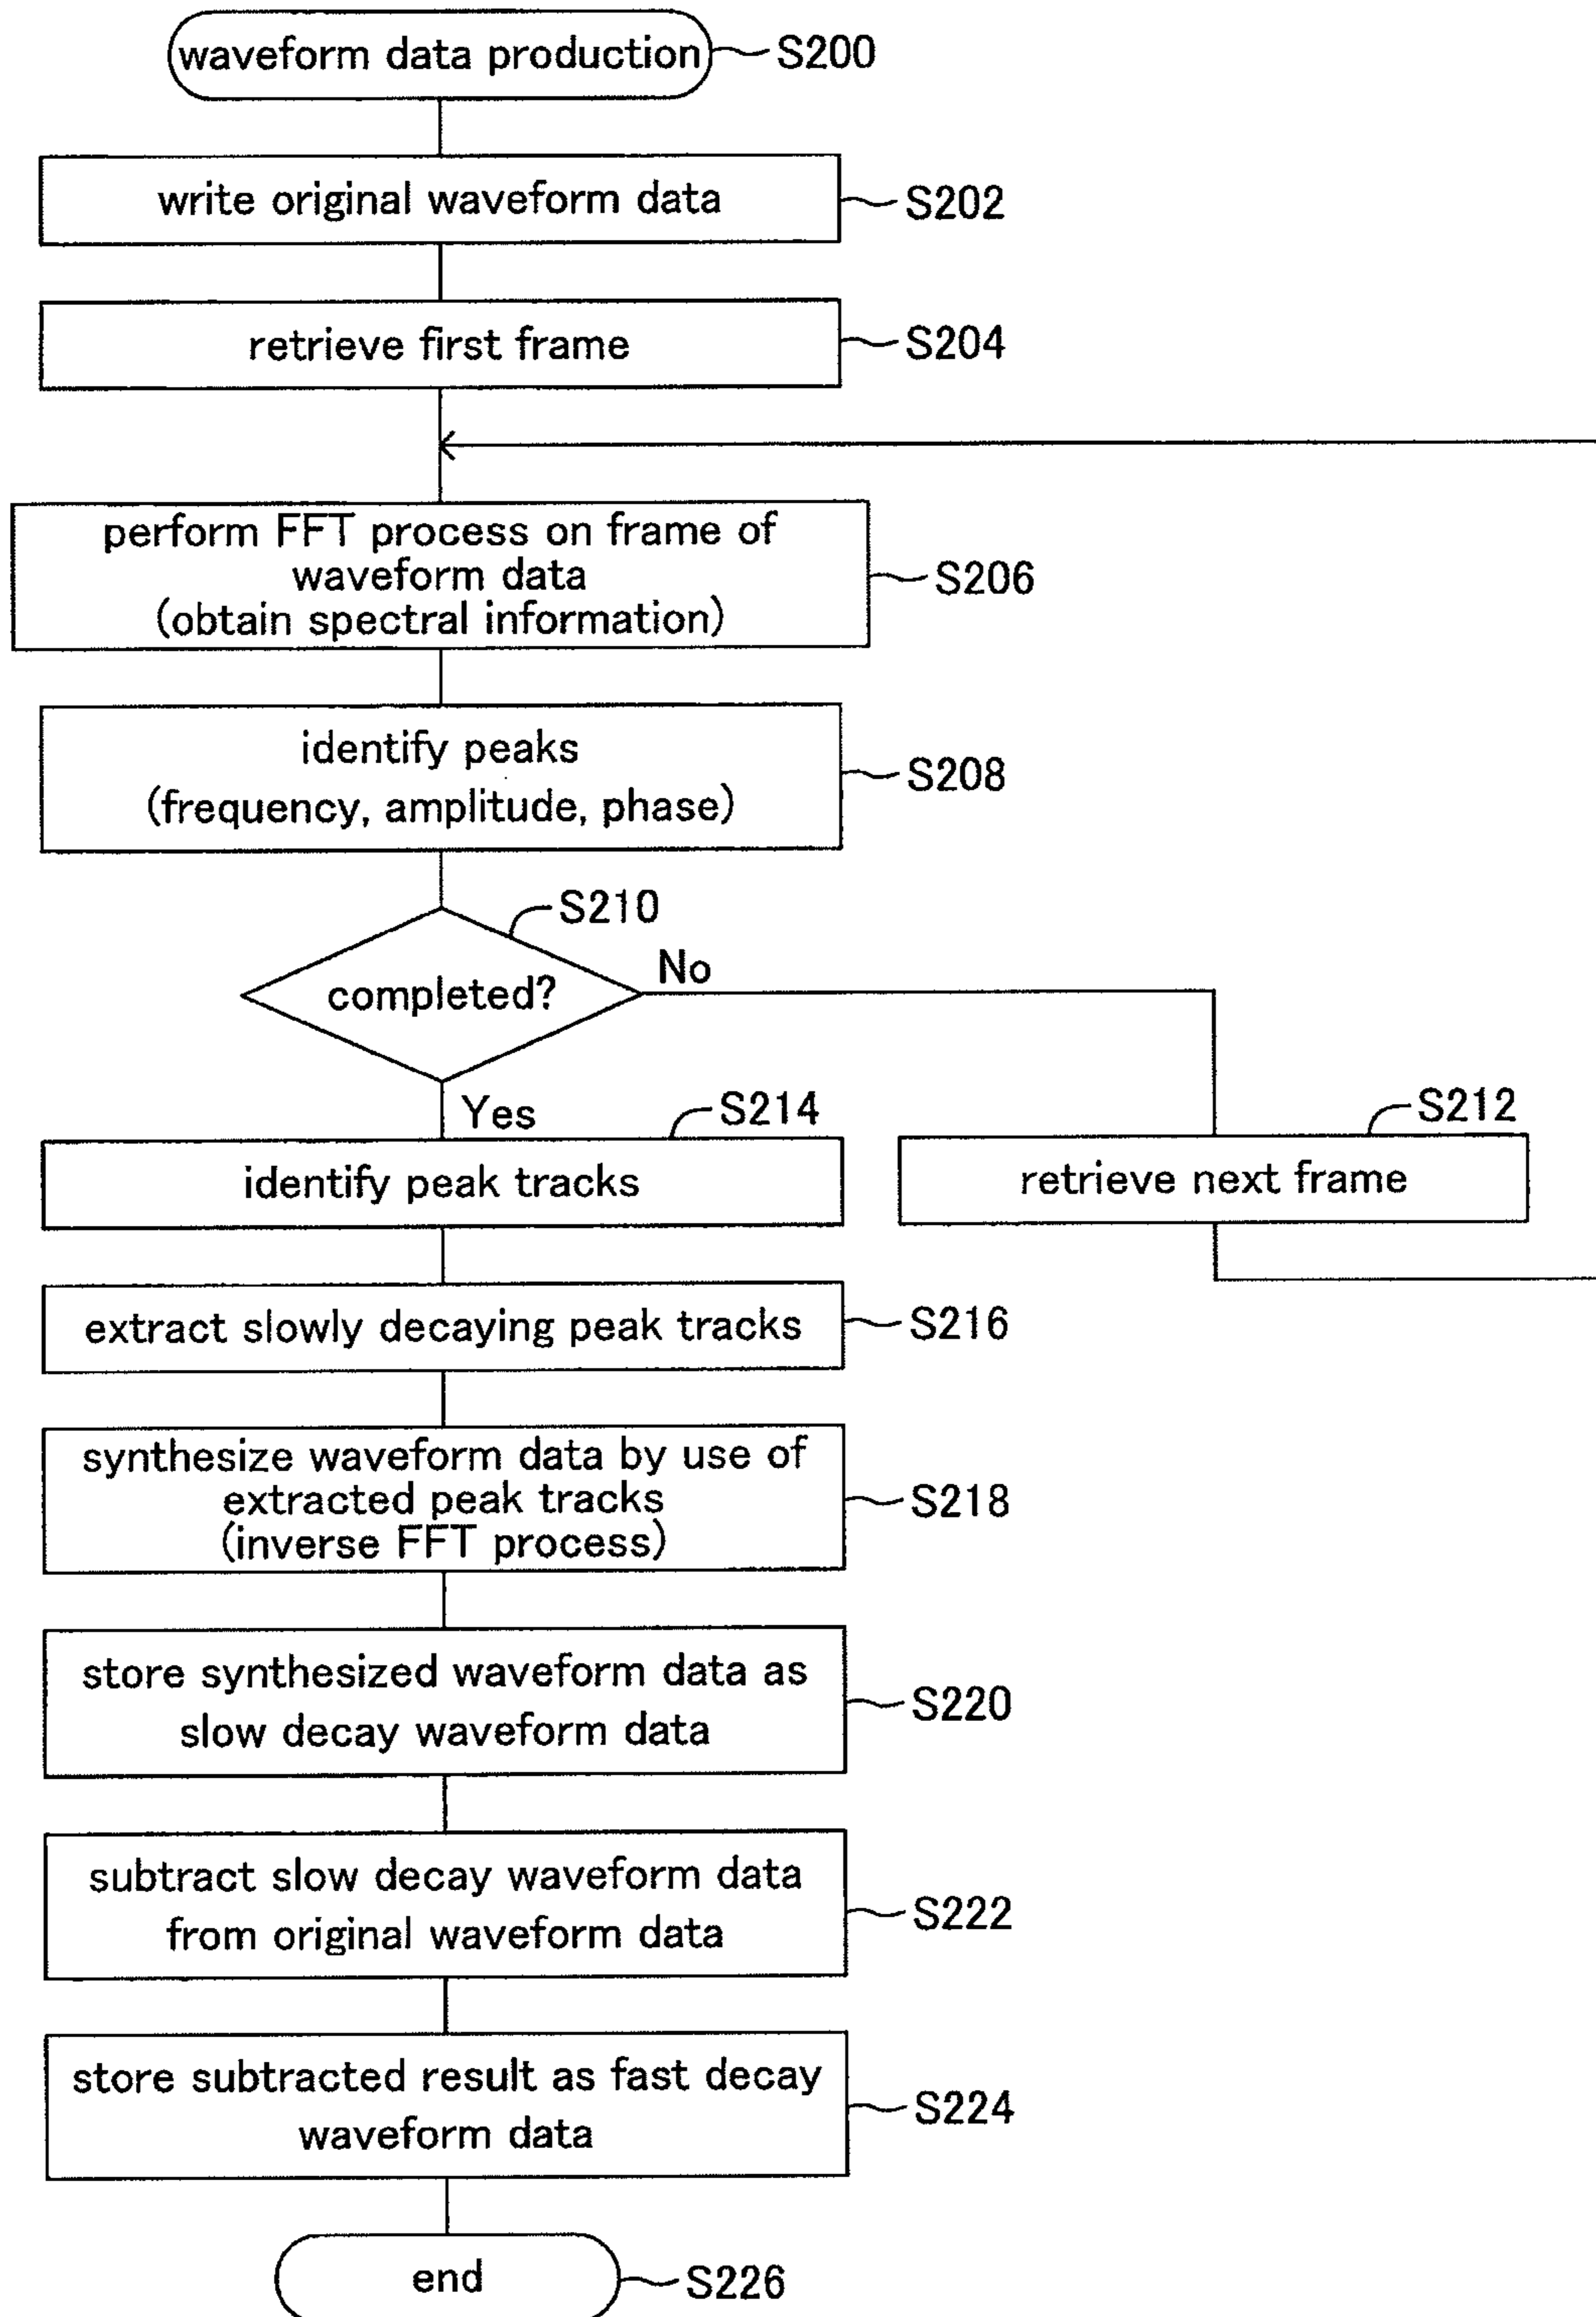 waveform data production
S200
write original waveform data
S202
retrieve first frame
S204
perform FFT process on frame of
waveform data
(obtain spectral information)
S206
identify peaks
(frequency, amplitude, phase)
S208
S210
completed?
No
Yes
S214
identify peak tracks
S212
retrieve next frame
extract slowly decaying peak tracks
S216
synthesize waveform data by use of
extracted peak tracks
(inverse FFT process)
S218
store synthesized waveform data as
slow decay waveform data
S220
subtract slow decay waveform data
from original waveform data
S222
store subtracted result as fast decay
waveform data
S224
end
S226